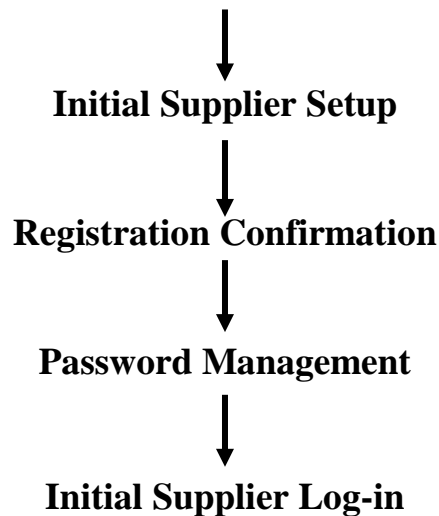 Initial Supplier Setup
Registration Confirmation
Password Management
Initial Supplier Log-in